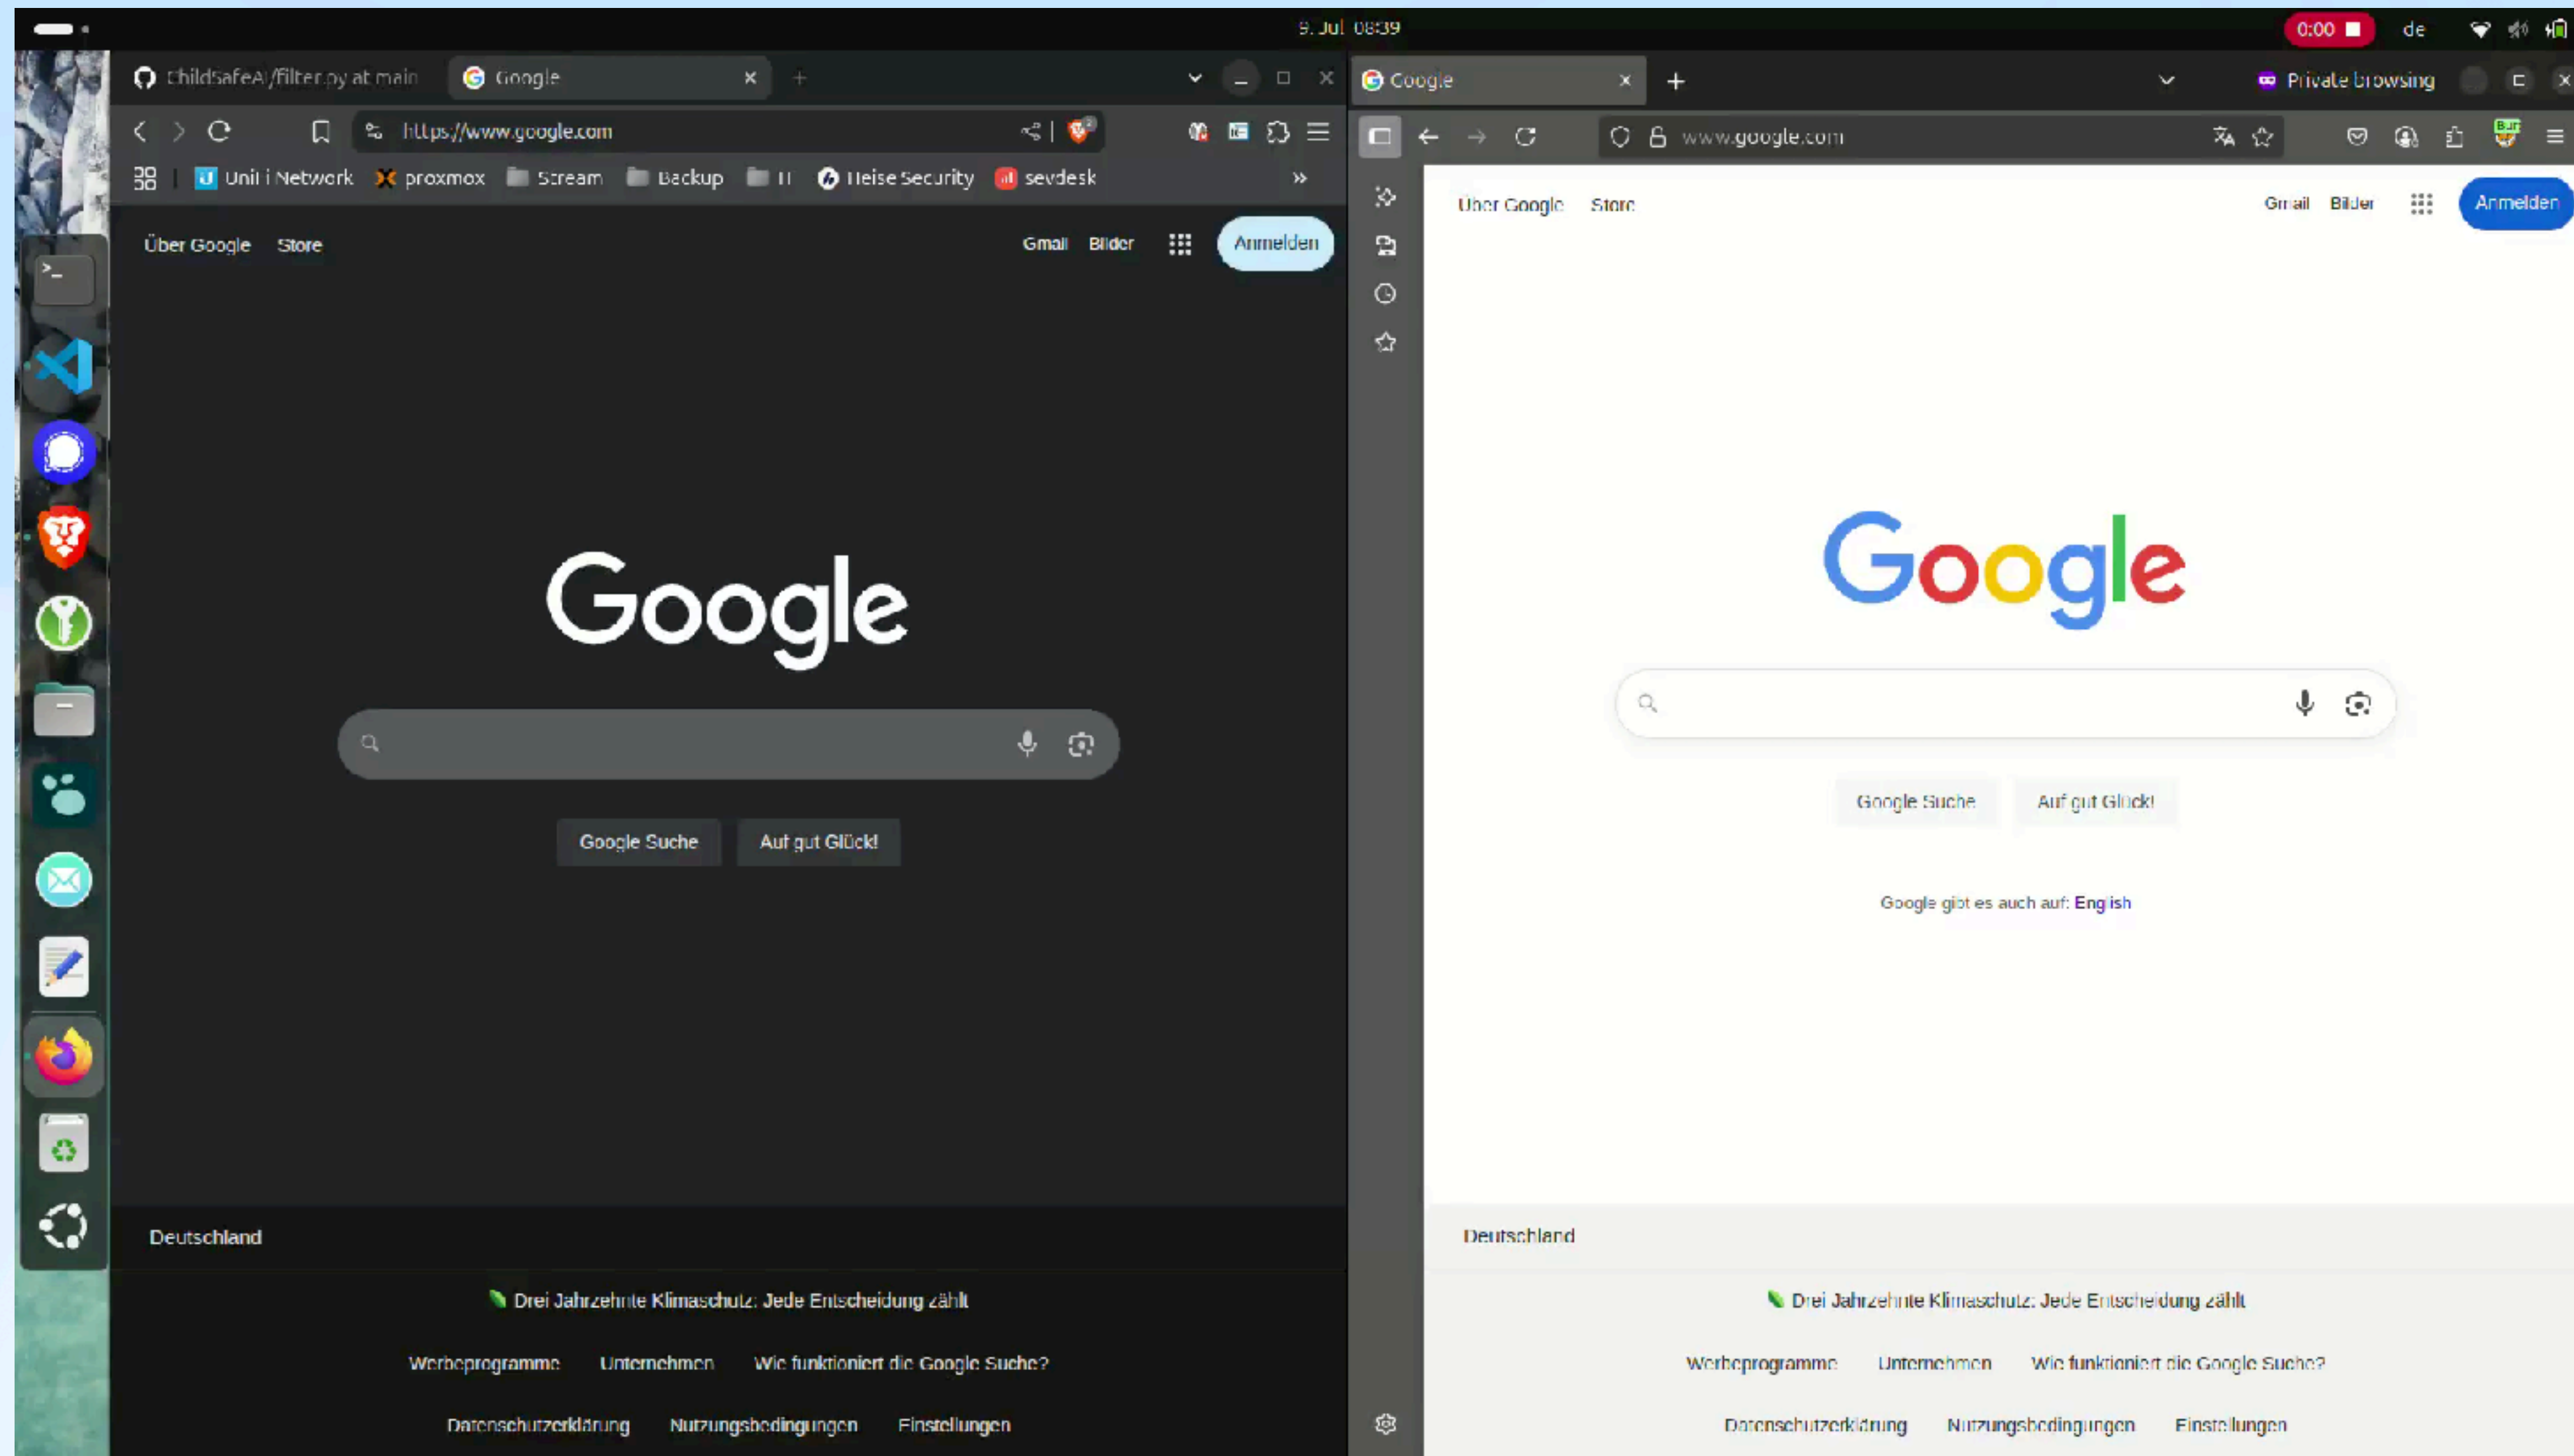 9. Jul 08:39
0:00
de
ChildSafeAI/filter.py at main
Google
https://www.google.com
UniFi Network
proxmox
Stream
Backup
IT
Heise Security
sevdesk
»
Über Google
Store
Gmail
Bilder
Anmelden
Google
Google Suche
Auf gut Glück!
Deutschland
Drei Jahrzehnte Klimaschutz: Jede Entscheidung zählt
Werbeprogramme
Unternehmen
Wie funktioniert die Google Suche?
Datenschutzerklärung
Nutzungsbedingungen
Einstellungen
Google
Private browsing
www.google.com
Bur
Über Google
Store
Gmail
Bilder
Anmelden
Google
Google Suche
Auf gut Glück!
Google gibt es auch auf: English
Deutschland
Drei Jahrzehnte Klimaschutz: Jede Entscheidung zählt
Werbeprogramme
Unternehmen
Wie funktioniert die Google Suche?
Datenschutzerklärung
Nutzungsbedingungen
Einstellungen